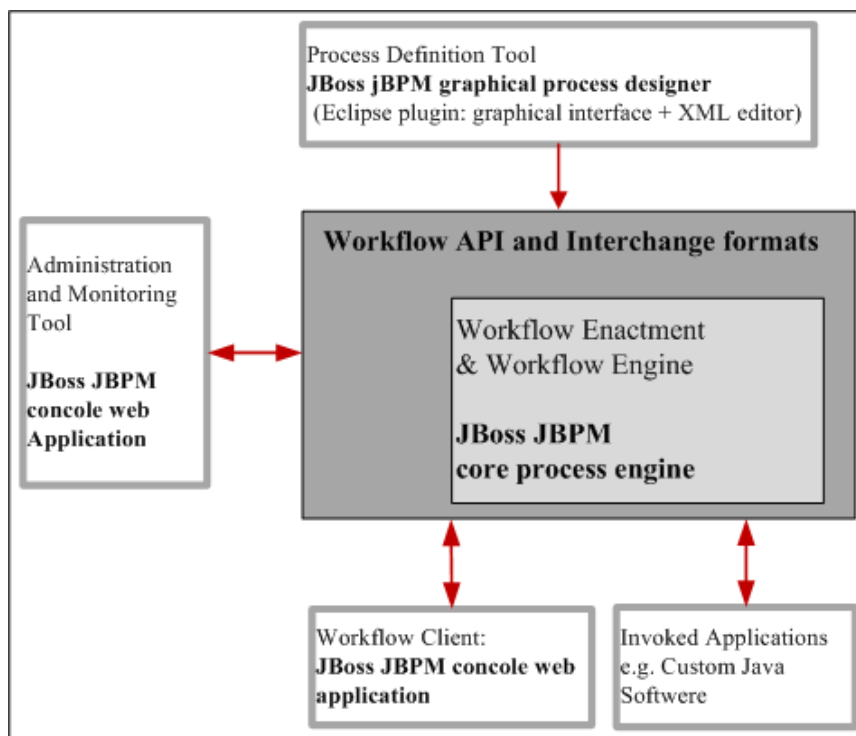 Process Definition Tool
JBoss jBPM graphical process designer
(Eclipse plugin: graphical interface + XML editor)
Workflow API and Interchange formats
Administration
and Monitoring
Tool
JBoss JBPM
concole web
Application
Workflow Enactment
& Workflow Engine
JBoss JBPM
core process engine
Workflow Client:
JBoss JBPM concole web
application
Invoked Applications
e.g. Custom Java
Softwere